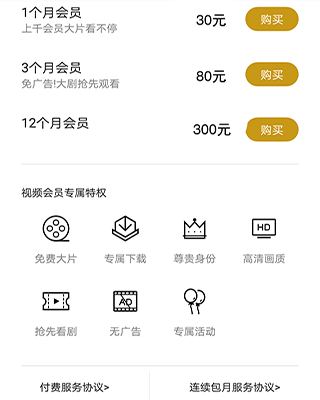 1个月会员
30元
购买
上千会员大片看不停
3个月会员
80元
购买
免广告!大剧抢先观看
12个月会员
300元
购买
视频会员专属特权
HD
免费大片
专属下载
尊贵身份
高清画质
AD
抢先看剧
无广告
专属活动
付费服务协议>
连续包月服务协议>